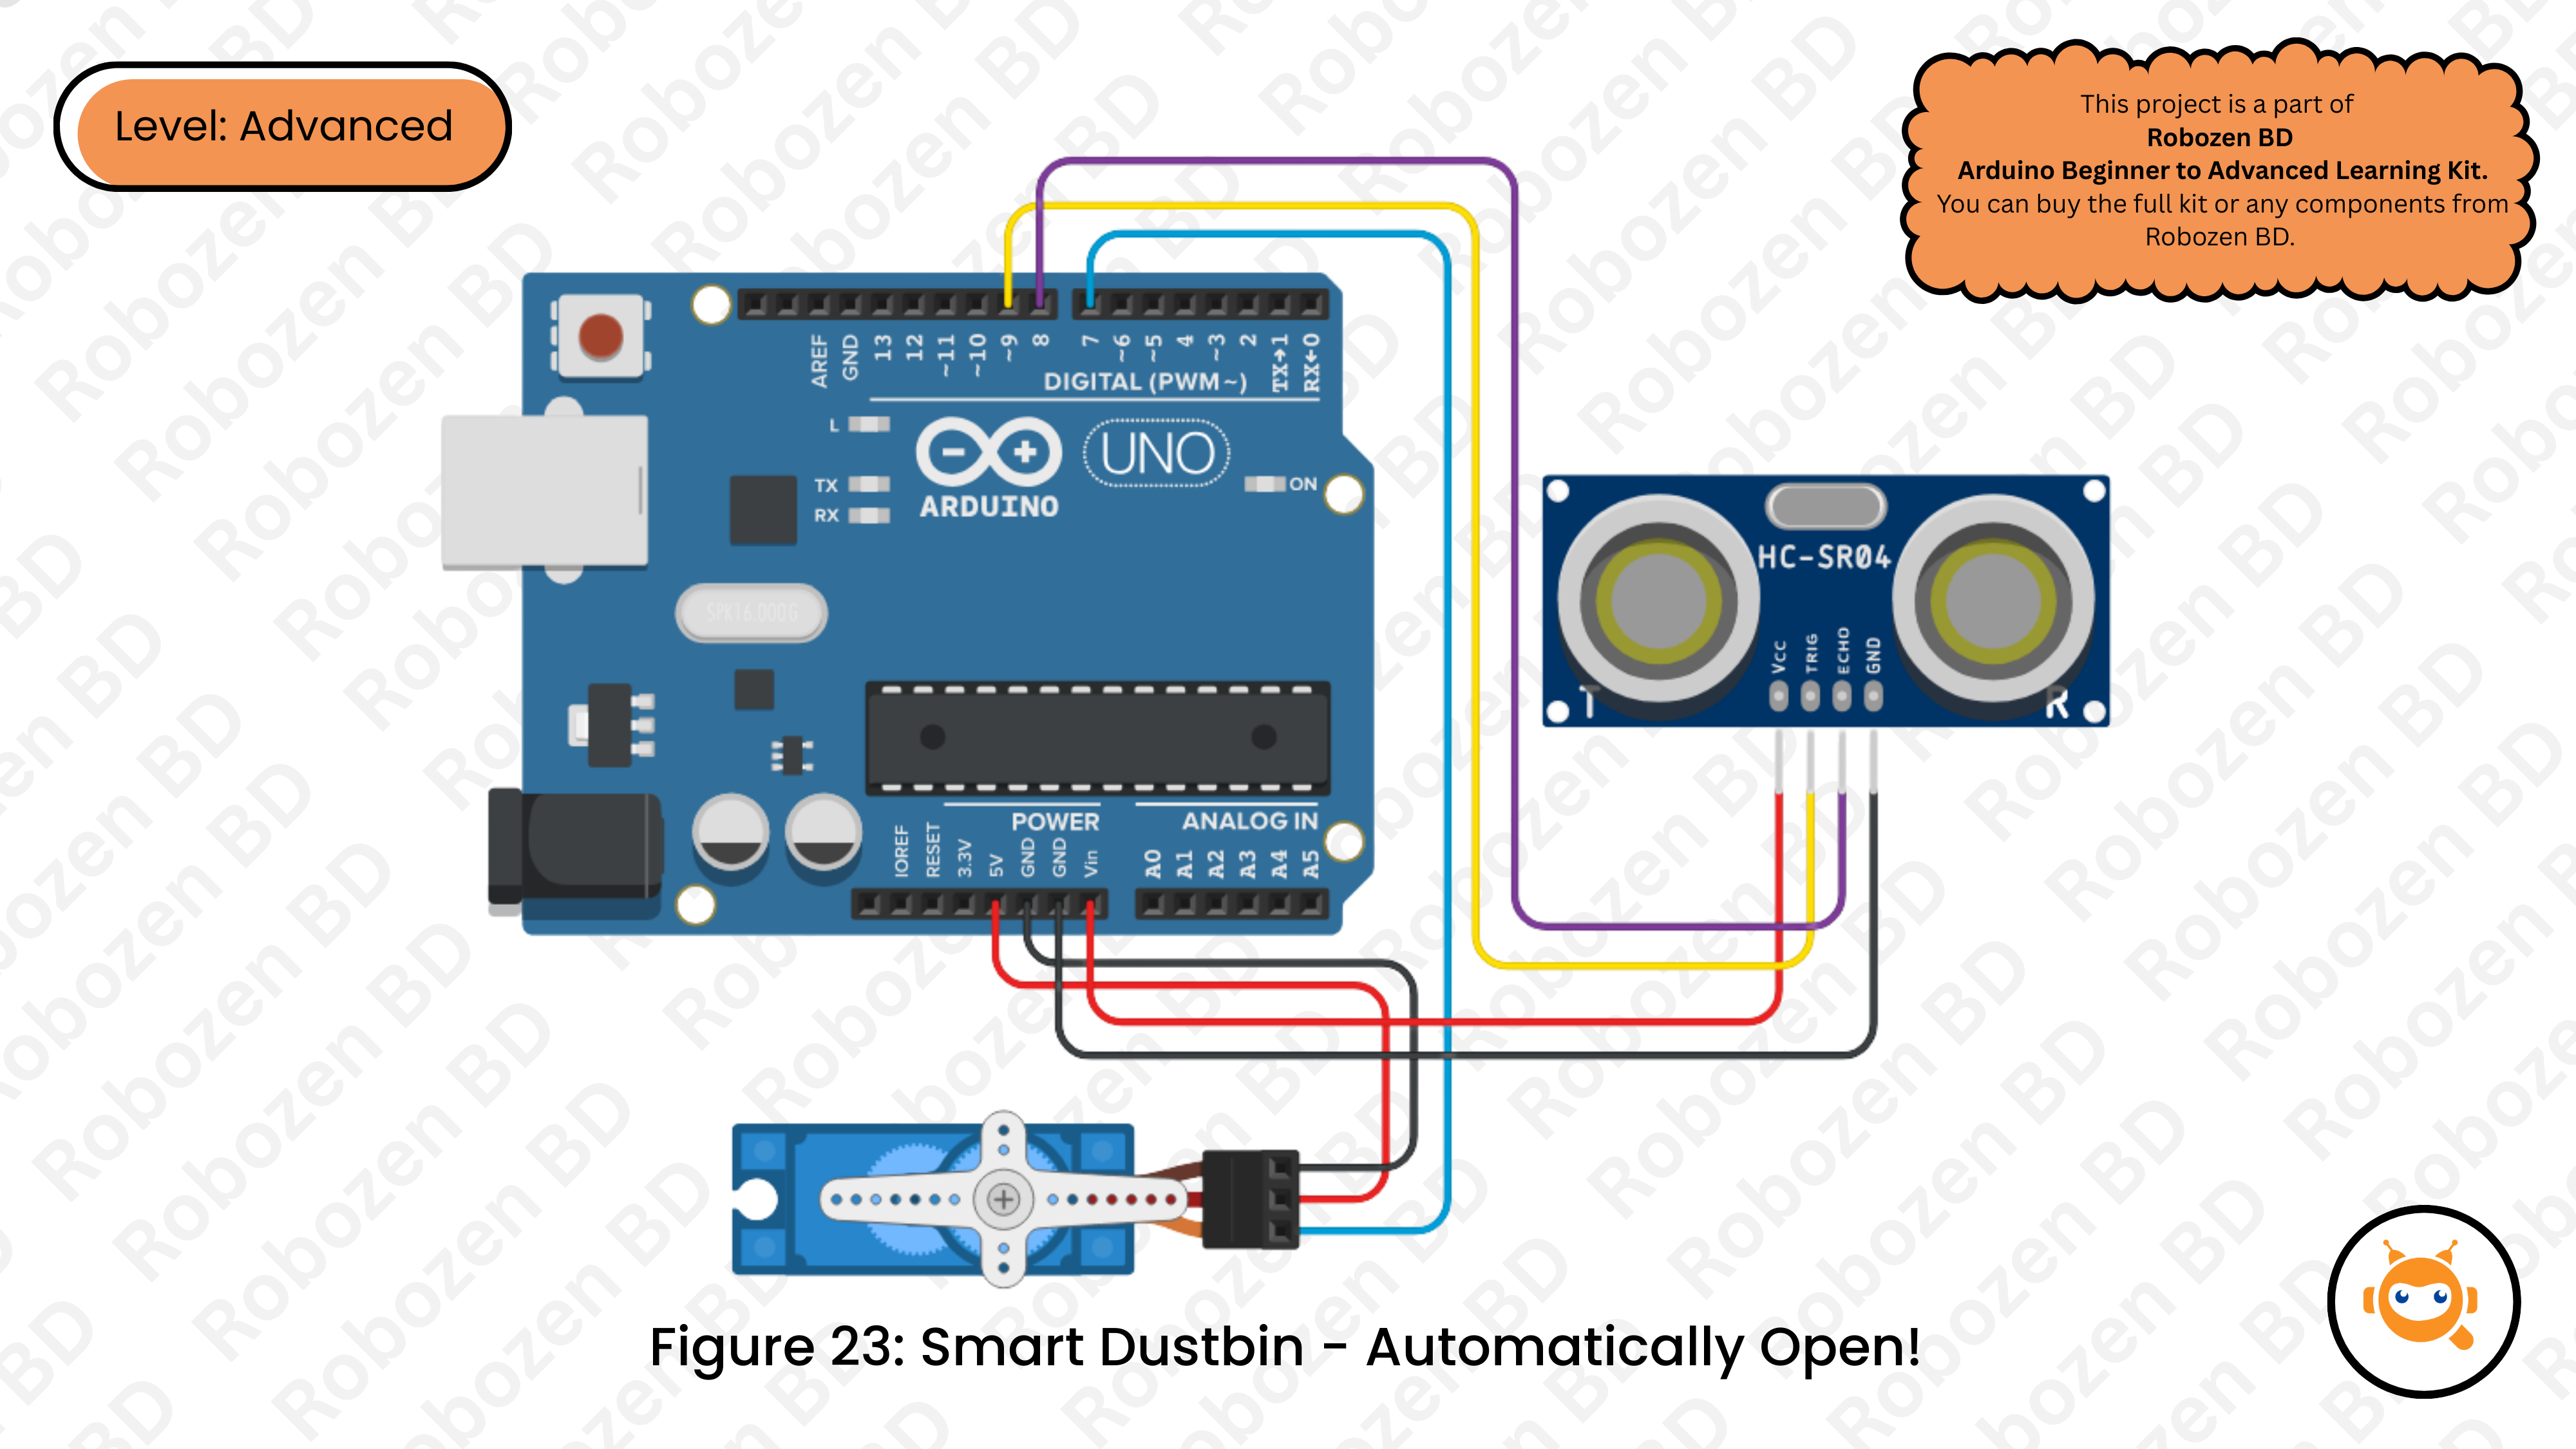 Level: Advanced
This project is a part of
Robozen BD
Arduino Beginner to Advanced Learning Kit.
You can buy the full kit or any components from
Robozen BD.
AREF
GND
13
12
~11
~10
~9
8
7
~6
~5
4
~3
2
TX→1
RX←0
DIGITAL (PWM~)
L
TX
RX
ARDUINO
UNO
ON
SPK16.000G
HC-SR04
Vcc
TRIG
ECHO
GND
T
R
POWER
ANALOG IN
IOREF
RESET
3.3V
5V
GND
GND
Vin
A0
A1
A2
A3
A4
A5
Figure 23: Smart Dustbin - Automatically Open!
Robozen BD